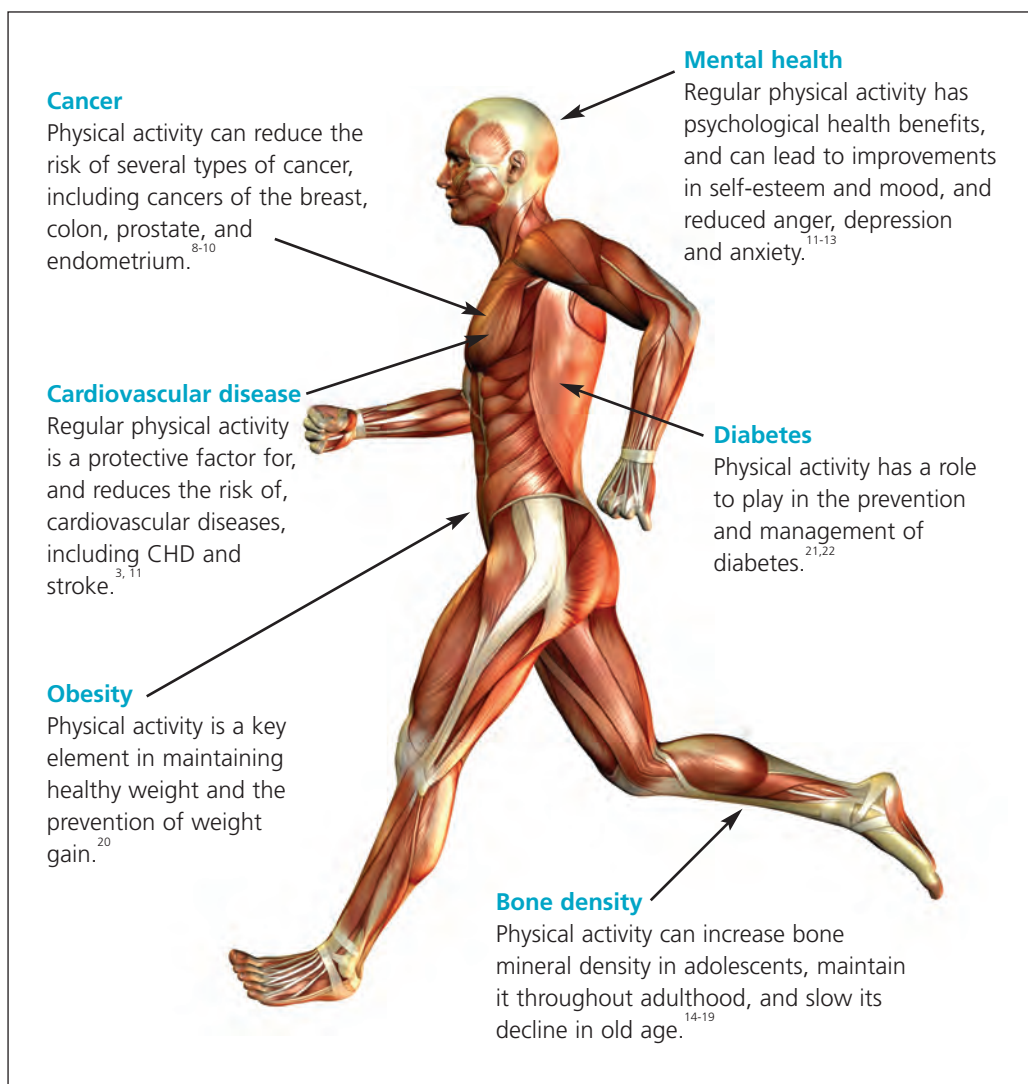 Mental health
Regular physical activity has
psychological health benefits,
and can lead to improvements
in self-esteem and mood, and
reduced anger, depression
and anxiety.11-13
Cancer
Physical activity can reduce the
risk of several types of cancer,
including cancers of the breast,
colon, prostate, and
endometrium.8-10
Cardiovascular disease
Regular physical activity
is a protective factor for,
and reduces the risk of,
cardiovascular diseases,
including CHD and
stroke.3, 11
Diabetes
Physical activity has a role
to play in the prevention
and management of
diabetes.21,22
Obesity
Physical activity is a key
element in maintaining
healthy weight and the
prevention of weight
gain.20
Bone density
Physical activity can increase bone
mineral density in adolescents, maintain
it throughout adulthood, and slow its
decline in old age.14-19